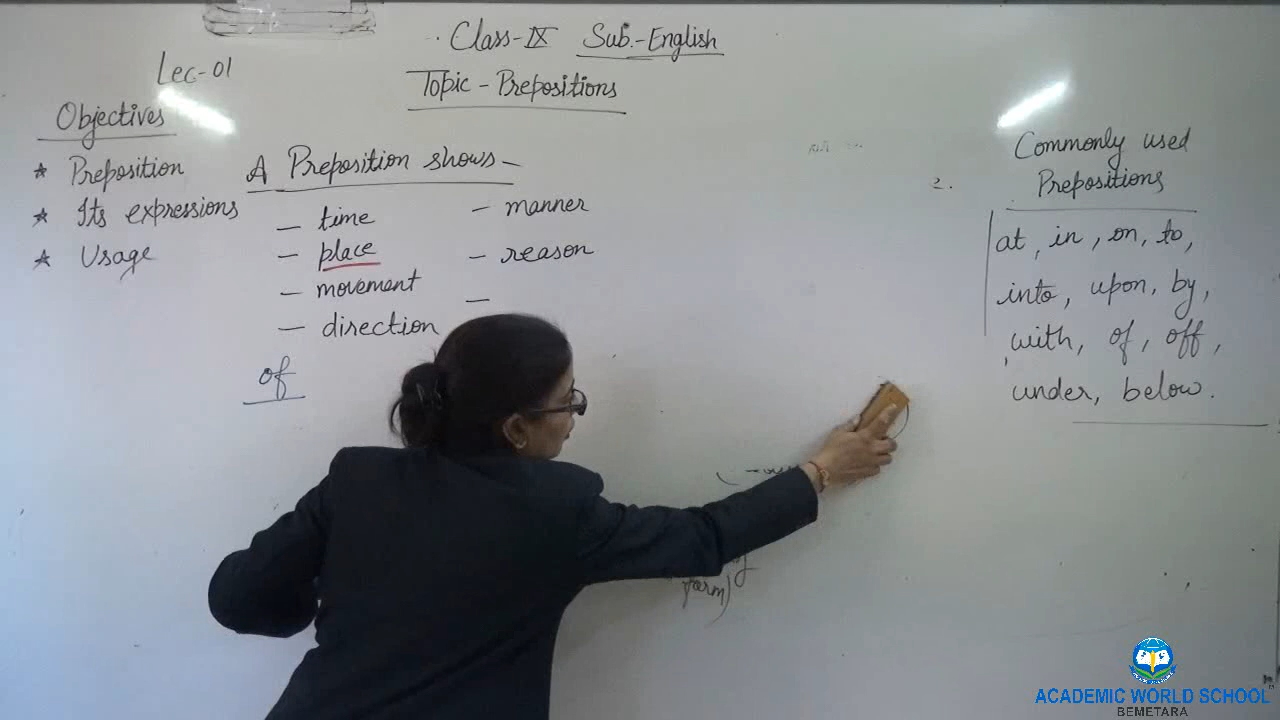 Class-IX Sub.-English
Lec-01
Topic - Prepositions
Objectives
★ Preposition
★ Its expressions
★ Usage
A Preposition shows-
- time
- place
- movement
- direction
- manner
- reason
-
of
2.
Commonly used
Prepositions
at, in, on, to,
into, upon, by,
with, of, off,
under, below.
form)
ACADEMIC WORLD SCHOOL
BEMETARA